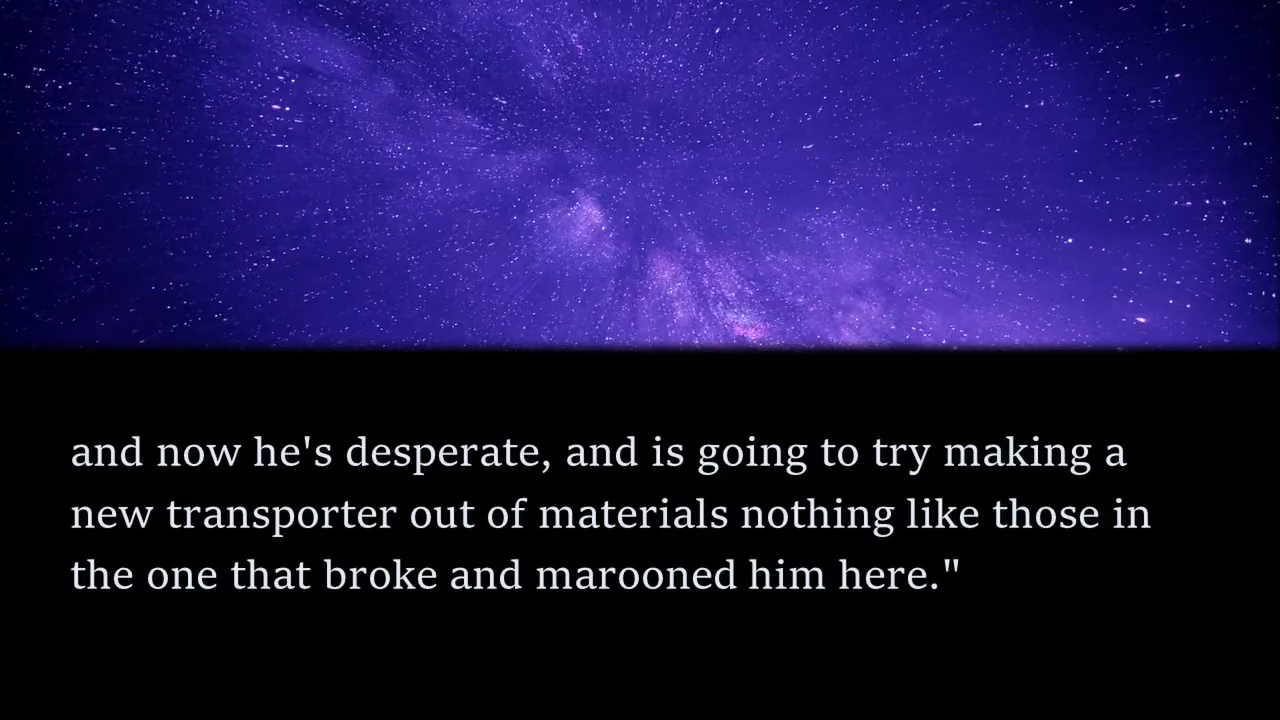 and now he's desperate, and is going to try making a
new transporter out of materials nothing like those in
the one that broke and marooned him here."